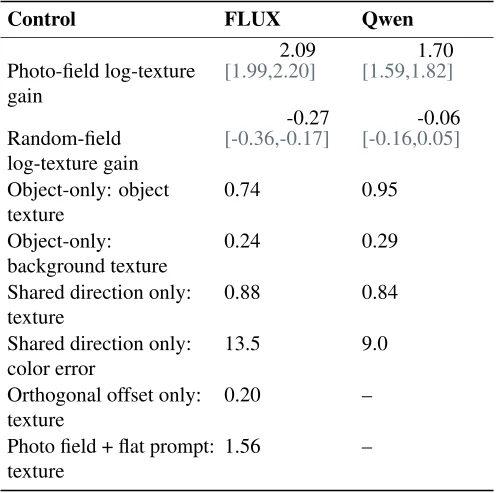 Control FLUX Qwen
2.09 1.70
Photo-field log-texture [1.99,2.20] [1.59,1.82]
gain
-0.27 -0.06
Random-field [-0.36,-0.17] [-0.16,0.05]
log-texture gain
Object-only: object 0.74 0.95
texture
Object-only: 0.24 0.29
background texture
Shared direction only: 0.88 0.84
texture
Shared direction only: 13.5 9.0
color error
Orthogonal offset only: 0.20 –
texture
Photo field + flat prompt: 1.56 –
texture